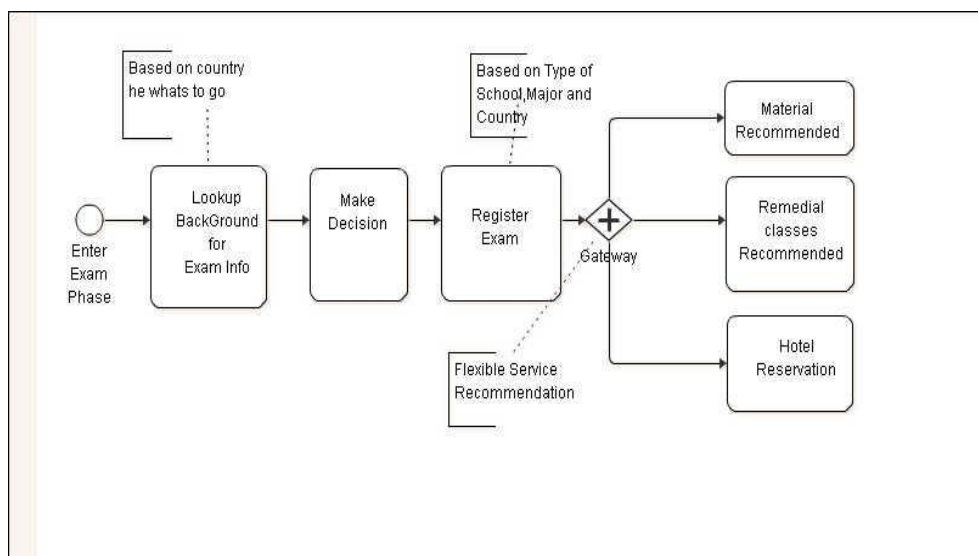 Based on country
he whats to go
Based on Type of
School,Major and
Country
Material
Recommended
Enter
Exam
Phase
Lookup
BackGround
for
Exam Info
Make
Decision
Register
Exam
Gateway
Remedial
classes
Recommended
Flexible Service
Recommendation
Hotel
Reservation